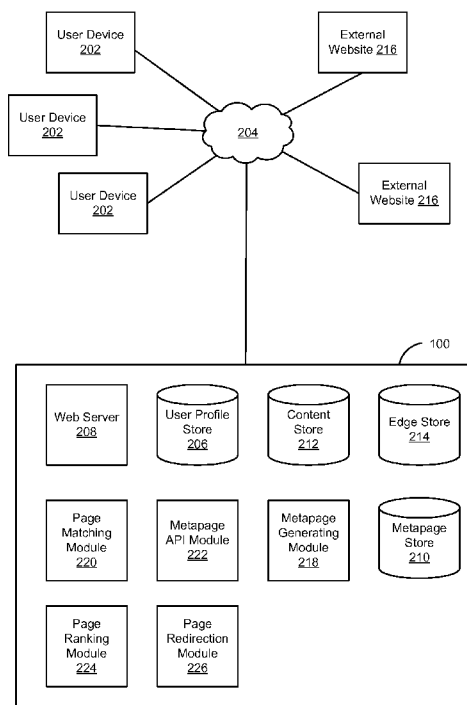 User Device
202
External
Website 216
User Device
202
204
User Device
202
External
Website 216
100
Web Server
208
User Profile
Store
206
Content
Store
212
Edge Store
214
Page
Matching
Module
220
Metapage
API Module
222
Metapage
Generating
Module
218
Metapage
Store
210
Page
Ranking
Module
224
Page
Redirection
Module
226